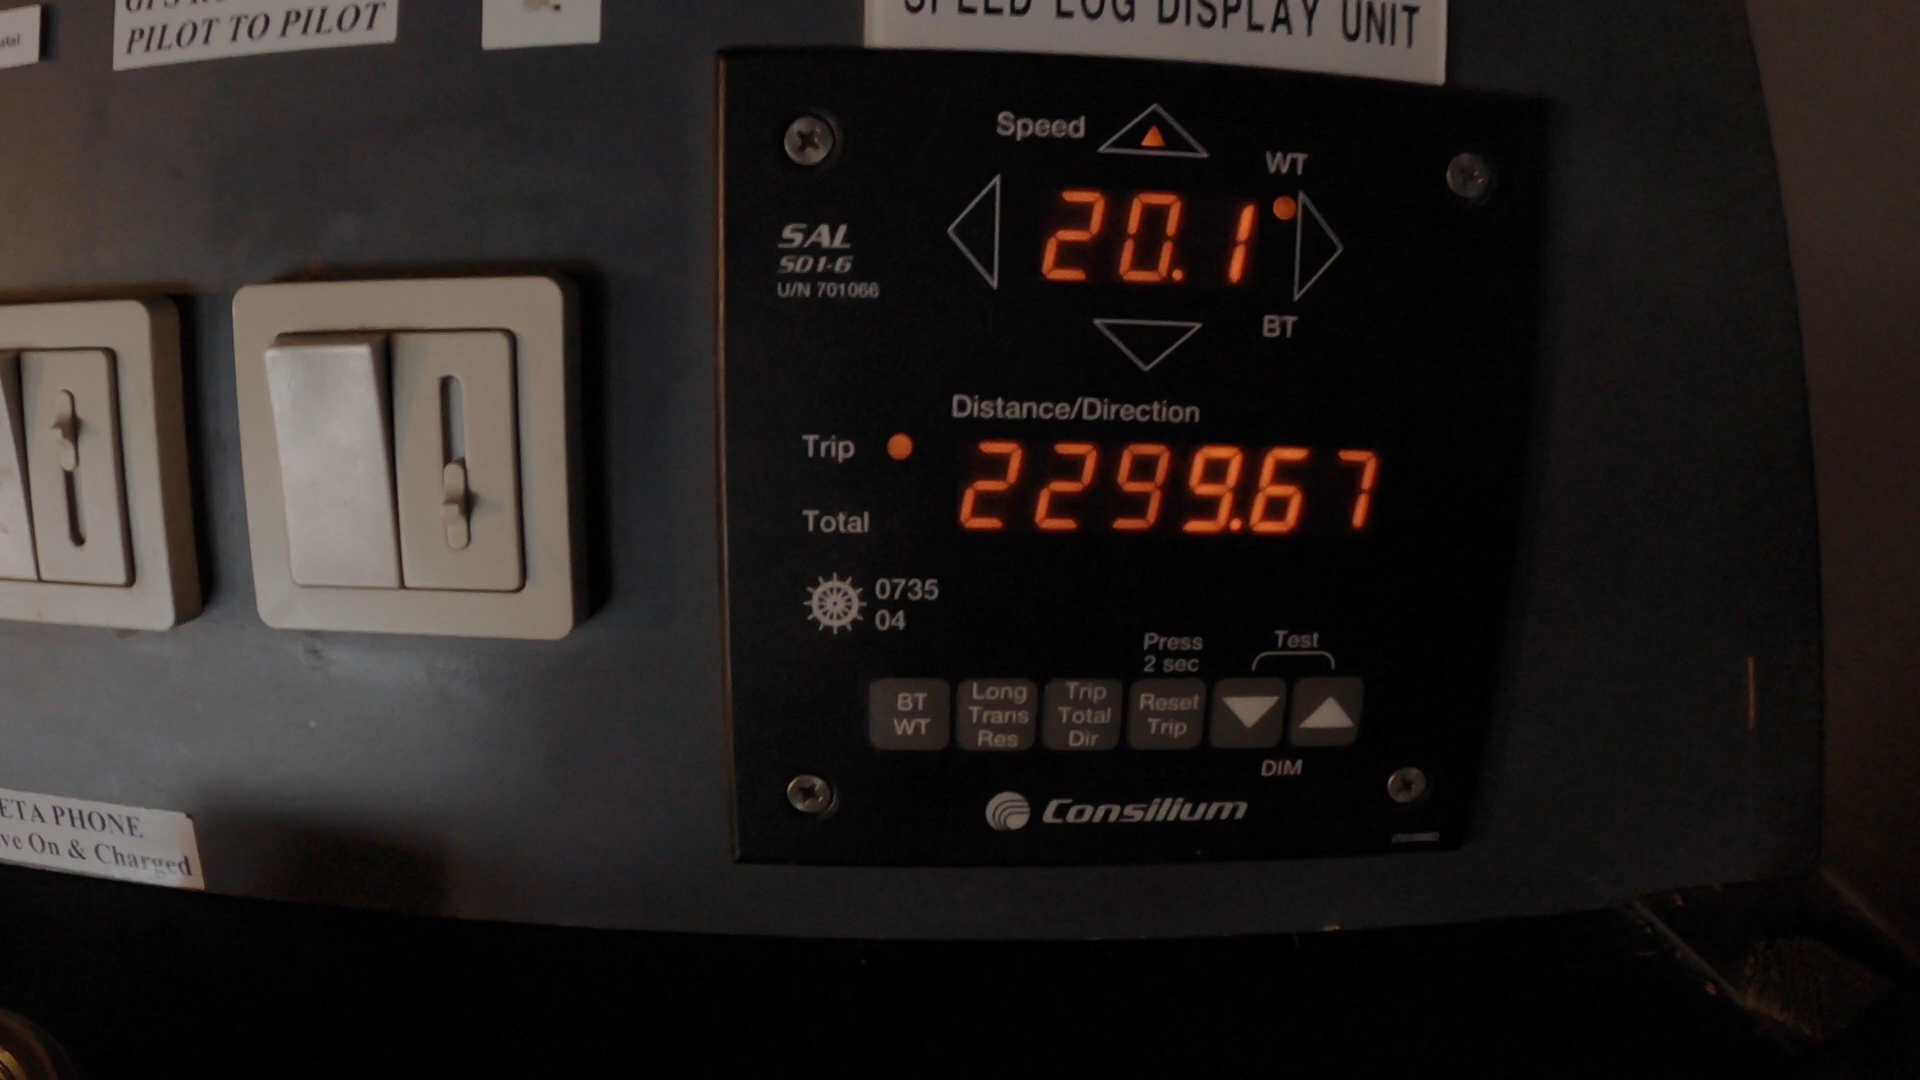 PILOT TO PILOT
SPEED LOG DISPLAY UNIT
Speed
WT
20.1
SAL
SD1-6
U/N 701066
BT
Distance/Direction
Trip
2299.67
Total
0735
04
Press
2 sec
Test
BT
WT
Long
Trans
Res
Trip
Total
Dir
Reset
Trip
DIM
Consilium
PHONE
On & Charged